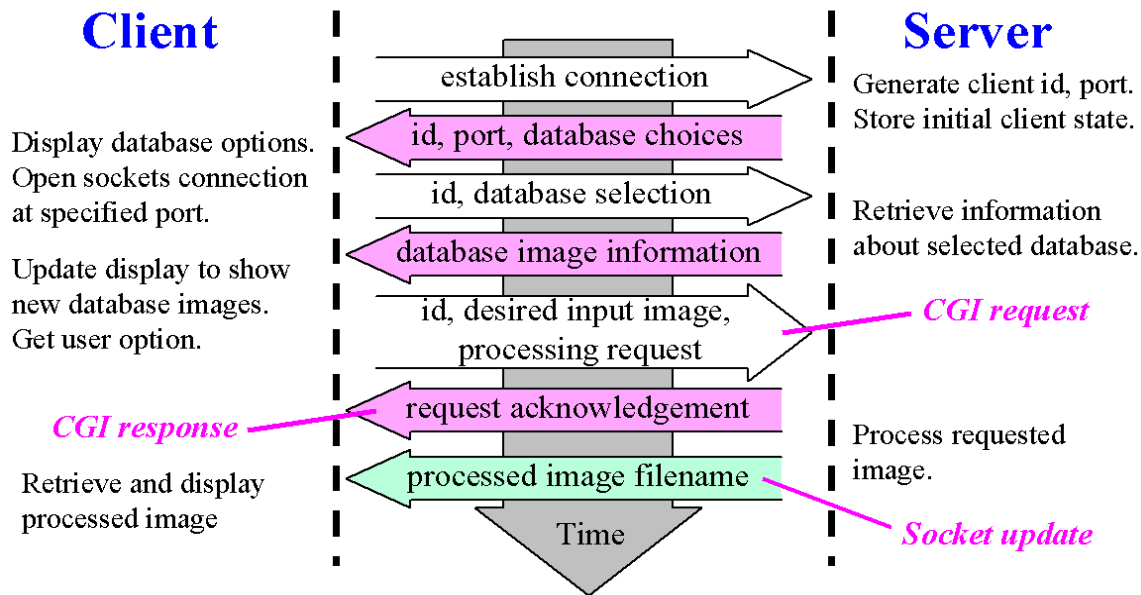 Client
Server
establish connection
Generate client id, port.
Store initial client state.
id, port, database choices
Display database options.
Open sockets connection
at specified port.
id, database selection
Retrieve information
about selected database.
database image information
Update display to show
new database images.
Get user option.
id, desired input image,
processing request
CGI request
request acknowledgement
CGI response
Process requested
image.
processed image filename
Retrieve and display
processed image
Socket update
Time